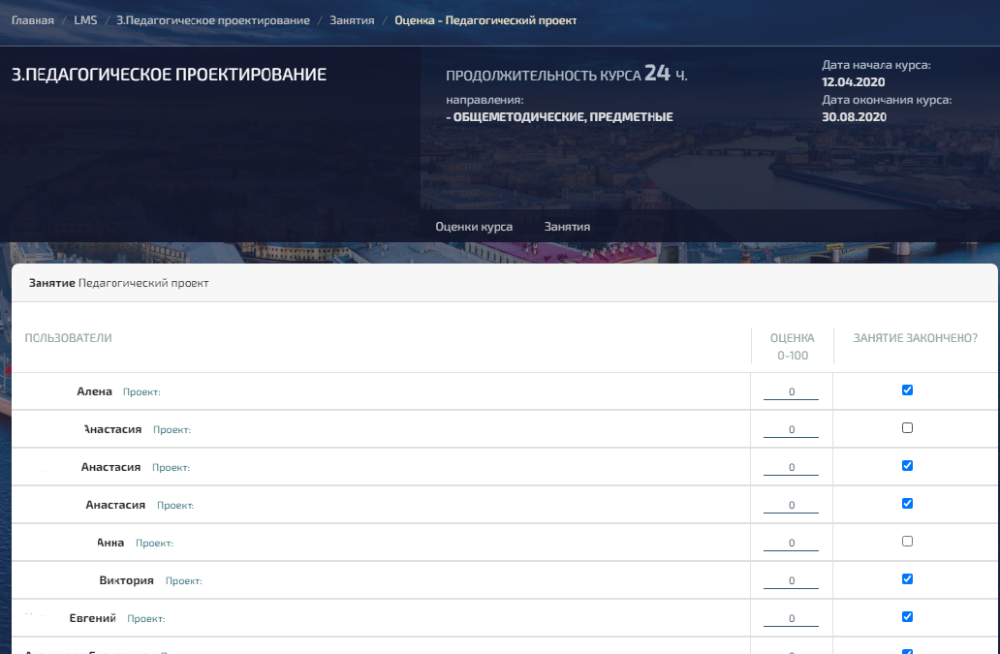 Главная / LMS / 3.Педагогическое проектирование / Занятия / Оценка - Педагогический проект
3.ПЕДАГОГИЧЕСКОЕ ПРОЕКТИРОВАНИЕ
ПРОДОЛЖИТЕЛЬНОСТЬ КУРСА 24 Ч.
направления:
- ОБЩЕМЕТОДИЧЕСКИЕ, ПРЕДМЕТНЫЕ
Дата начала курса:
12.04.2020
Дата окончания курса:
30.08.2020
Оценки курса Занятия
Занятие Педагогический проект
ПОЛЬЗОВАТЕЛИ
ОЦЕНКА
0-100
ЗАНЯТИЕ ЗАКОНЧЕНО?
Алена Проект: 0
Анастасия Проект: 0
Анастасия Проект: 0
Анастасия Проект: 0
Анна Проект: 0
Виктория Проект: 0
Евгений Проект: 0